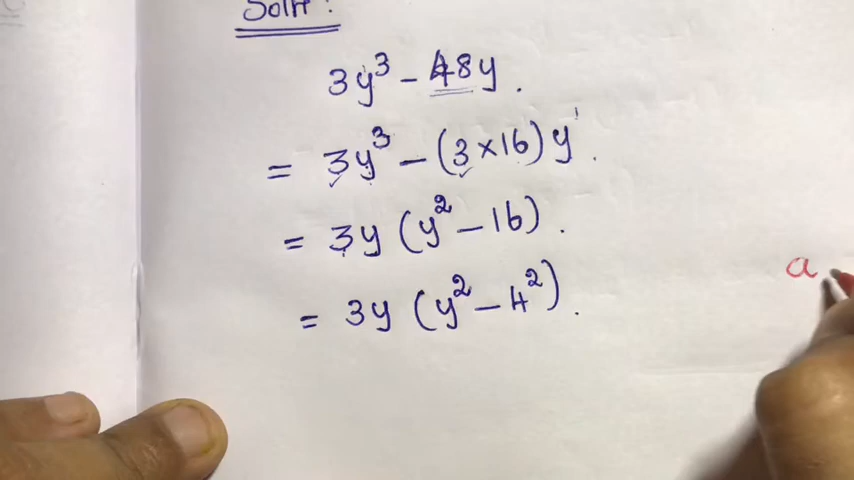 Soln:
3y³ - 48y.
= 3y³ - (3×16)y¹.
= 3y (y² - 16).
= 3y (y² - 4²).
a